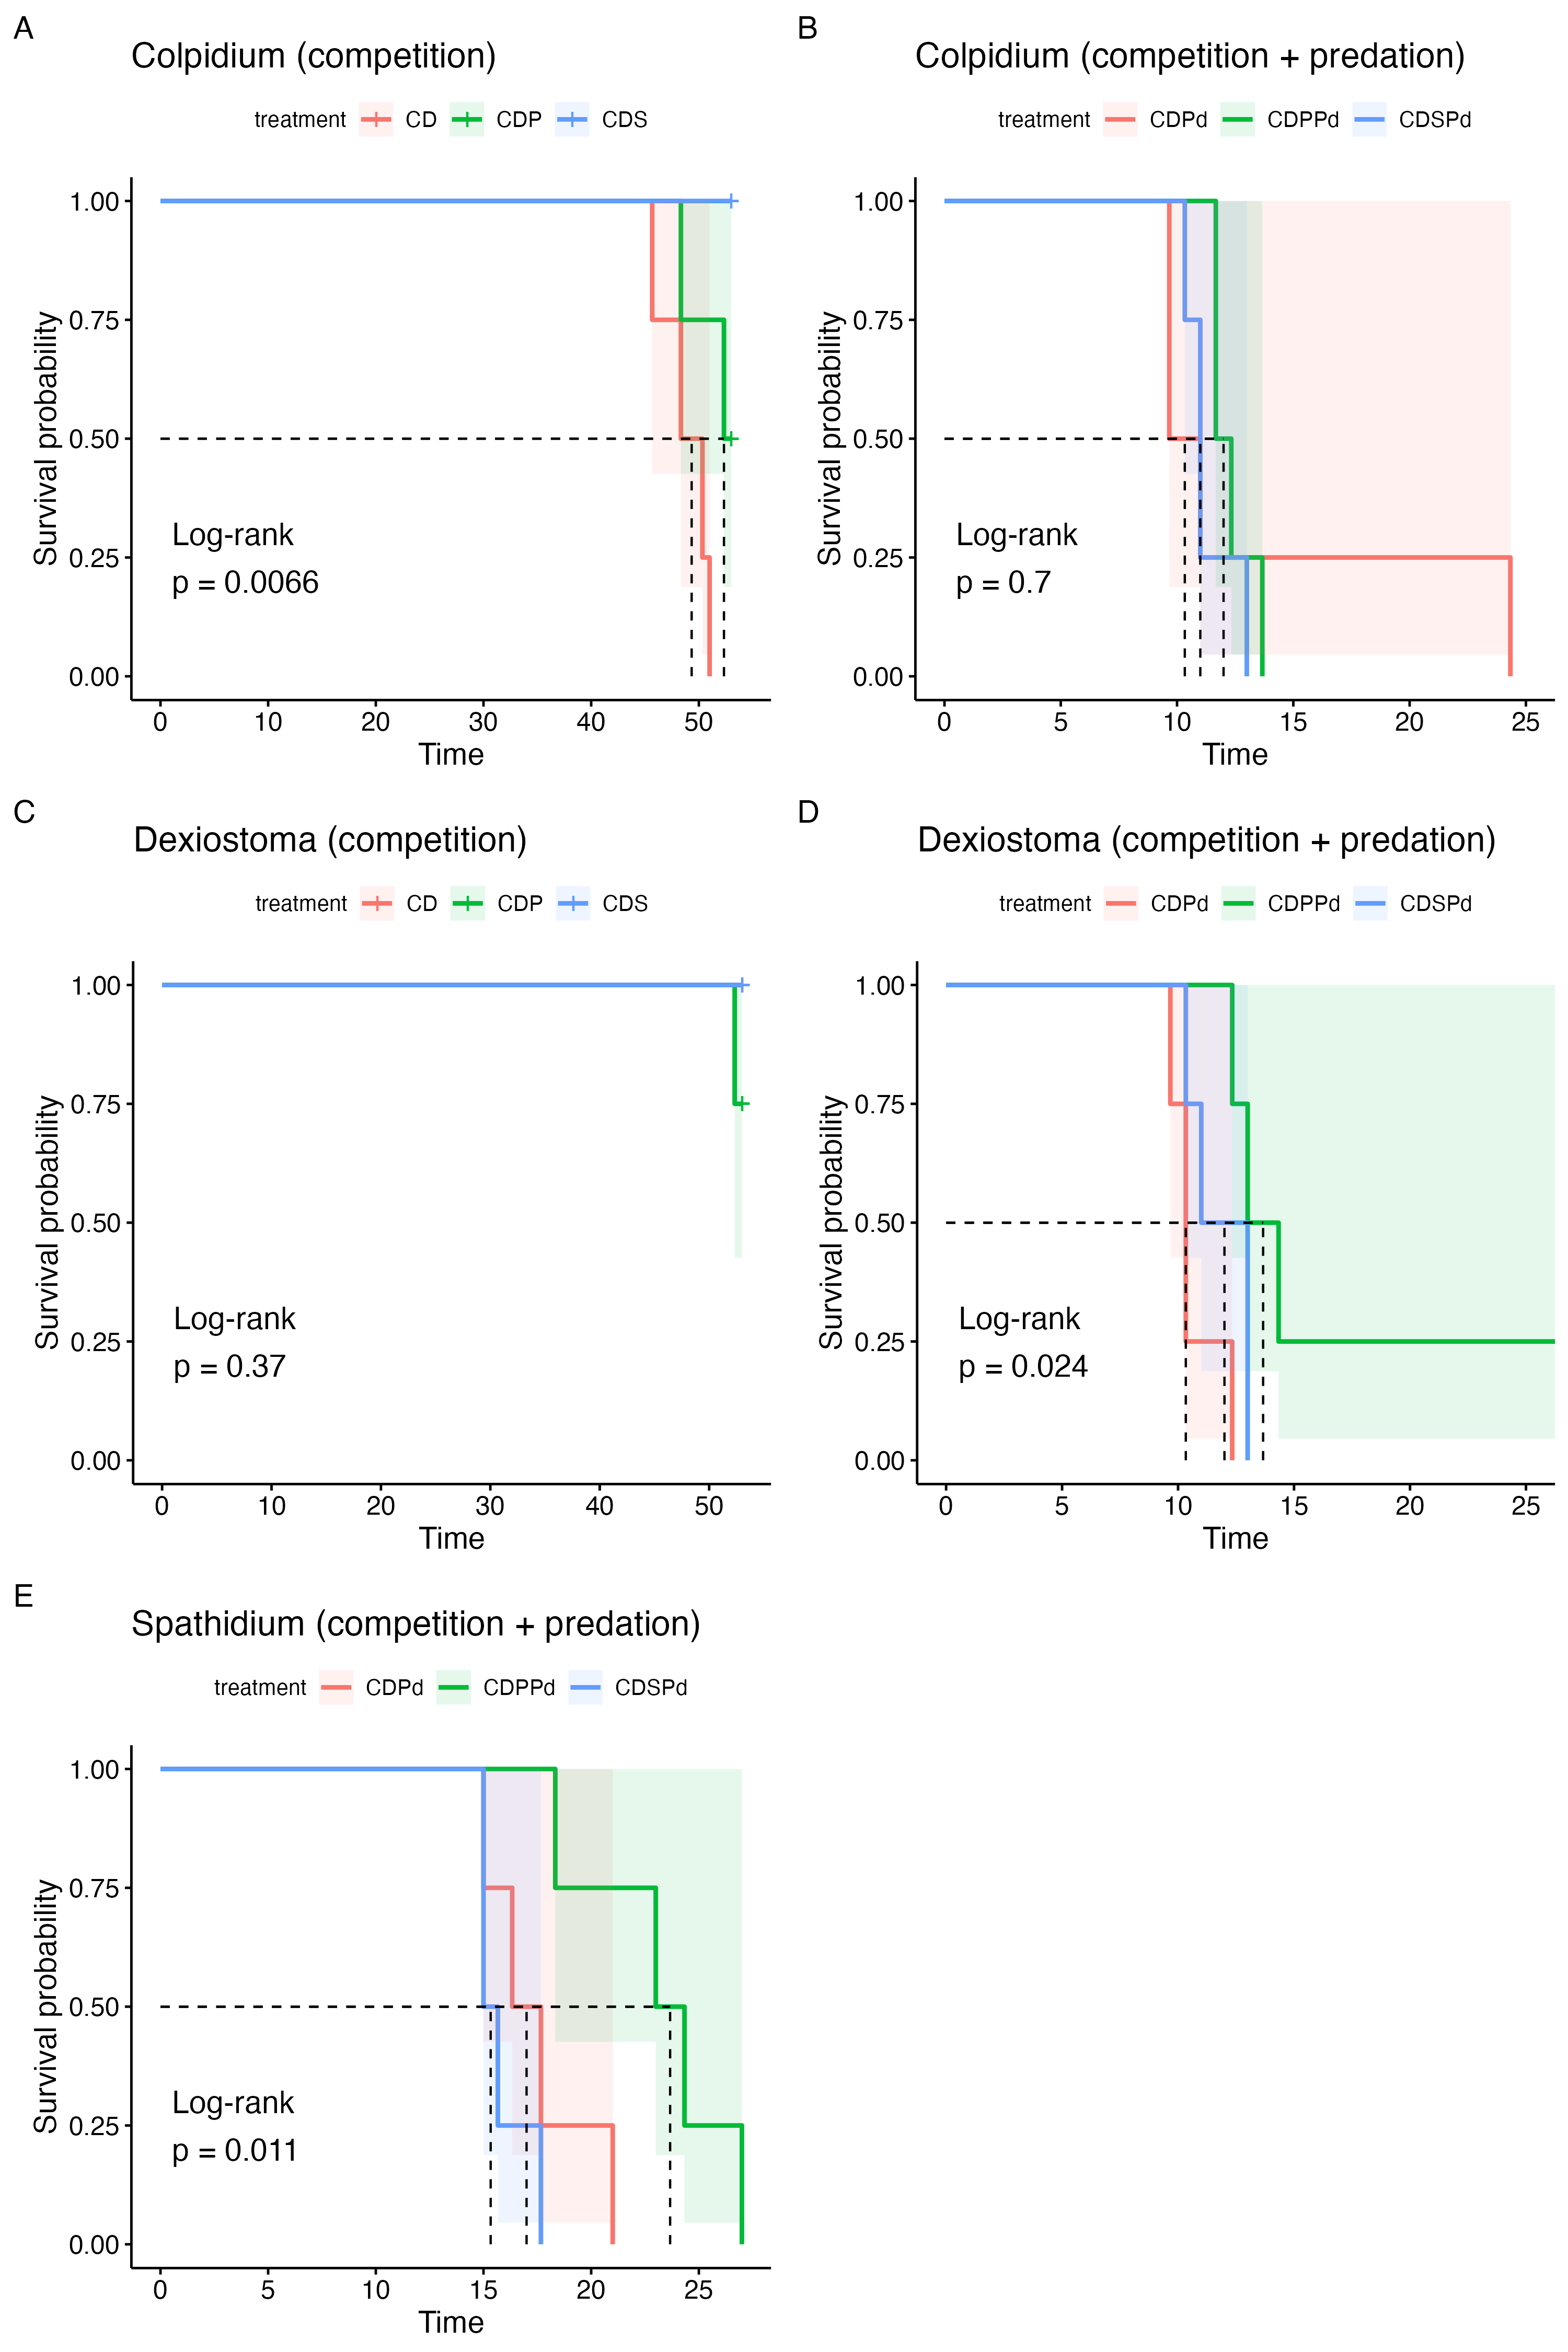 A
Colpidium (competition)
treatment CD CDP CDS
Survival probability
1.00
0.75
0.50
0.25
0.00
Log-rank
p = 0.0066
0 10 20 30 40 50
Time
B
Colpidium (competition + predation)
treatment CDPd CDPPd CDSPd
Survival probability
1.00
0.75
0.50
0.25
0.00
Log-rank
p = 0.7
0 5 10 15 20 25
Time
C
Dexiostoma (competition)
treatment CD CDP CDS
Survival probability
1.00
0.75
0.50
0.25
0.00
Log-rank
p = 0.37
0 10 20 30 40 50
Time
D
Dexiostoma (competition + predation)
treatment CDPd CDPPd CDSPd
Survival probability
1.00
0.75
0.50
0.25
0.00
Log-rank
p = 0.024
0 5 10 15 20 25
Time
E
Spathidium (competition + predation)
treatment CDPd CDPPd CDSPd
Survival probability
1.00
0.75
0.50
0.25
0.00
Log-rank
p = 0.011
0 5 10 15 20 25
Time